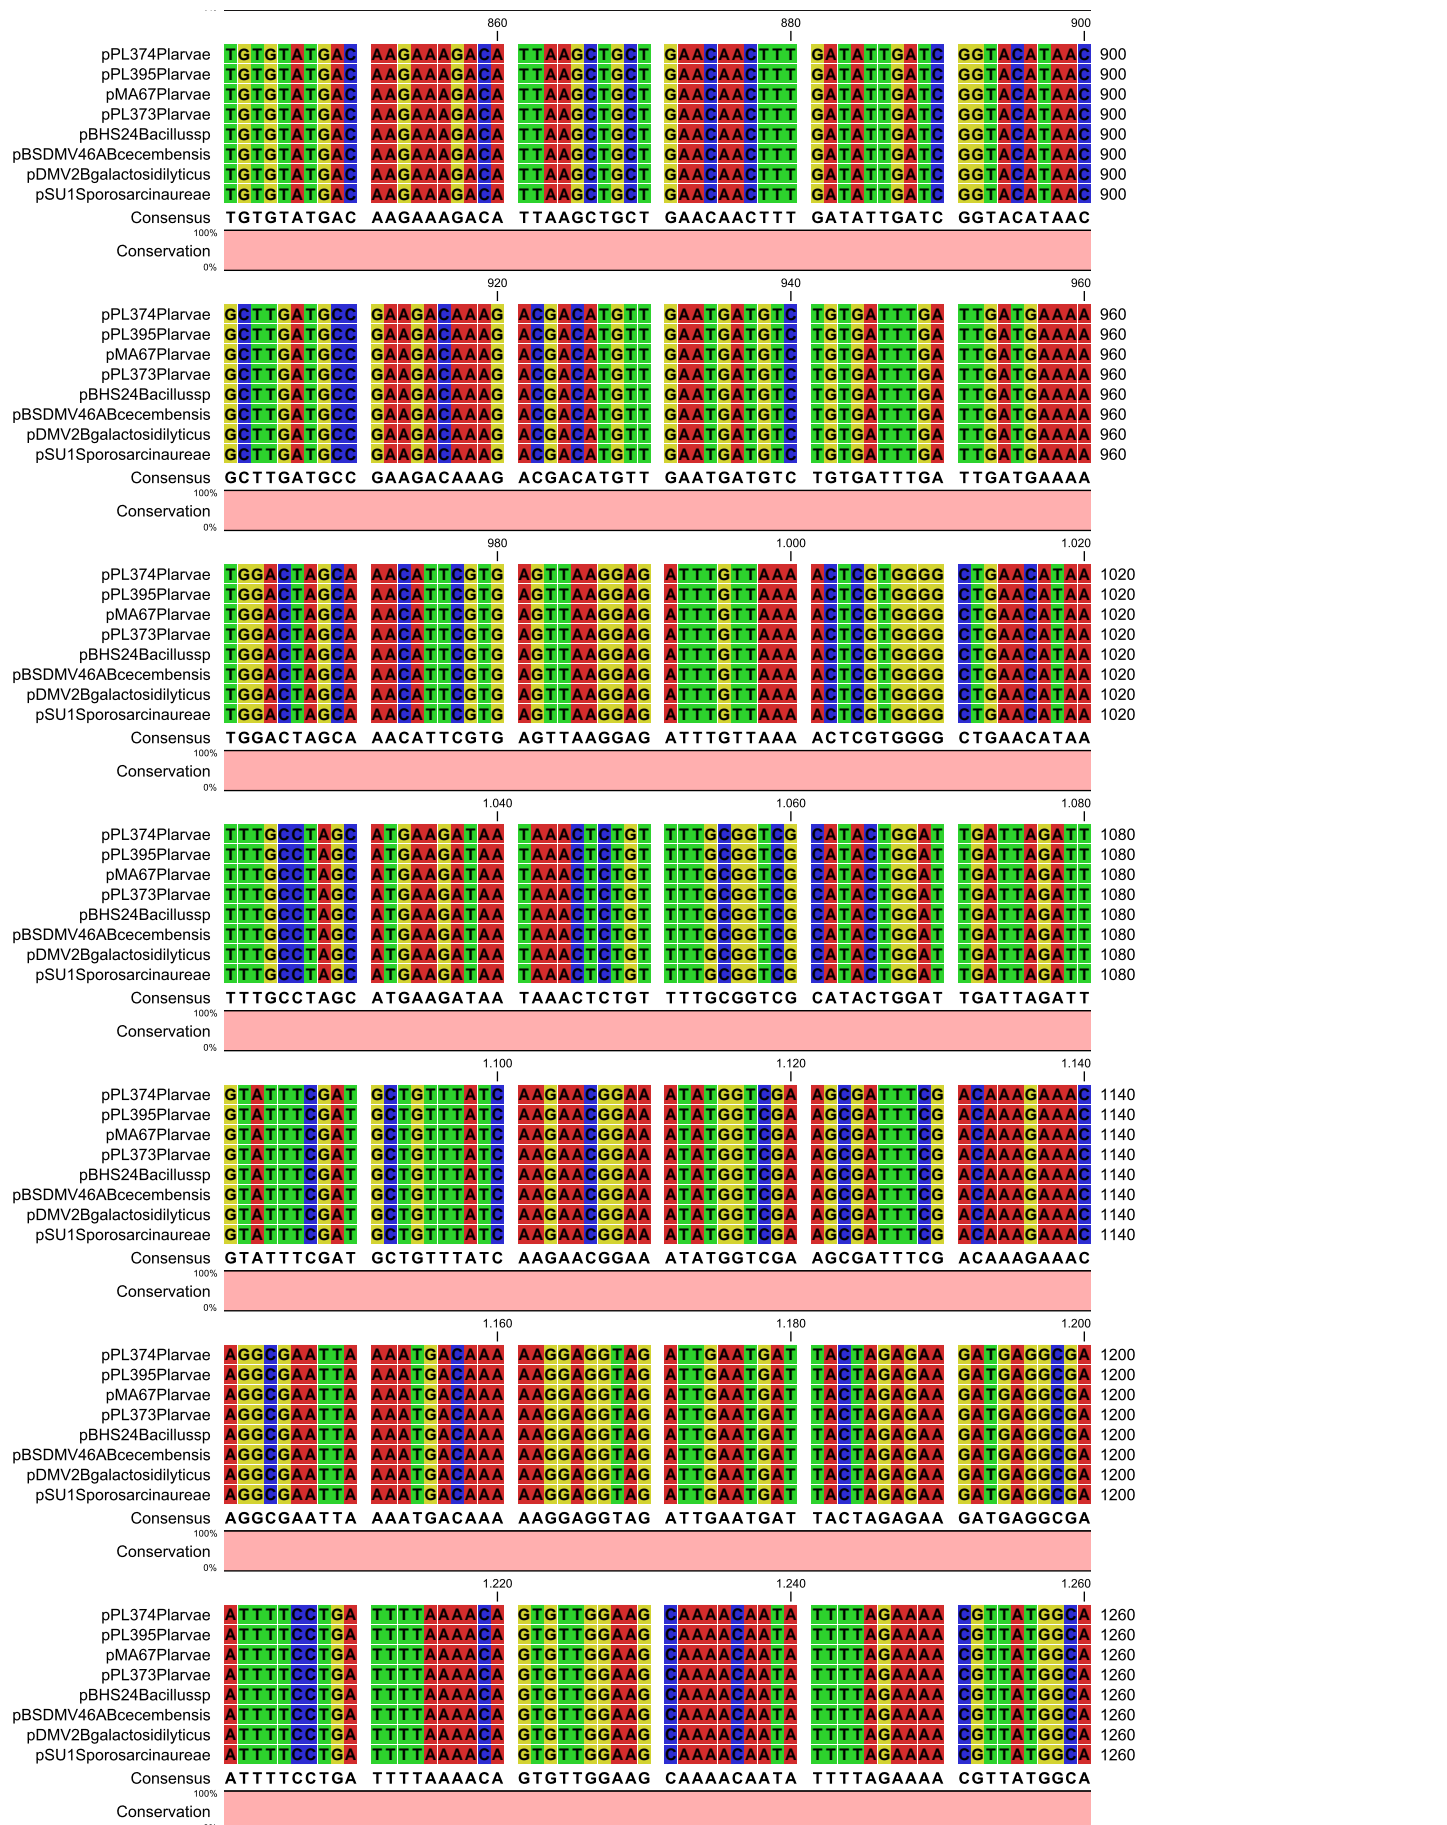 860 880 900
pPL374Plarvae TGTGTATGAC AAGAAAGACA TTAAGCTGCT GAACAACTTT GATATTGATC GGTACATAAC 900
pPL395Plarvae TGTGTATGAC AAGAAAGACA TTAAGCTGCT GAACAACTTT GATATTGATC GGTACATAAC 900
pMA67Plarvae TGTGTATGAC AAGAAAGACA TTAAGCTGCT GAACAACTTT GATATTGATC GGTACATAAC 900
pPL373Plarvae TGTGTATGAC AAGAAAGACA TTAAGCTGCT GAACAACTTT GATATTGATC GGTACATAAC 900
pBHS24Bacillussp TGTGTATGAC AAGAAAGACA TTAAGCTGCT GAACAACTTT GATATTGATC GGTACATAAC 900
pBSDMV46ABcecembensis TGTGTATGAC AAGAAAGACA TTAAGCTGCT GAACAACTTT GATATTGATC GGTACATAAC 900
pDMV2Bgalactosidilyticus TGTGTATGAC AAGAAAGACA TTAAGCTGCT GAACAACTTT GATATTGATC GGTACATAAC 900
pSU1Sporosarcinaureae TGTGTATGAC AAGAAAGACA TTAAGCTGCT GAACAACTTT GATATTGATC GGTACATAAC 900
Consensus TGTGTATGAC AAGAAAGACA TTAAGCTGCT GAACAACTTT GATATTGATC GGTACATAAC
100%
Conservation
0%
920 940 960
pPL374Plarvae GCTTGATGCC GAAGACAAAG ACGACATGTT GAATGATGTC TGTGATTTGA TTGATGAAAA 960
pPL395Plarvae GCTTGATGCC GAAGACAAAG ACGACATGTT GAATGATGTC TGTGATTTGA TTGATGAAAA 960
pMA67Plarvae GCTTGATGCC GAAGACAAAG ACGACATGTT GAATGATGTC TGTGATTTGA TTGATGAAAA 960
pPL373Plarvae GCTTGATGCC GAAGACAAAG ACGACATGTT GAATGATGTC TGTGATTTGA TTGATGAAAA 960
pBHS24Bacillussp GCTTGATGCC GAAGACAAAG ACGACATGTT GAATGATGTC TGTGATTTGA TTGATGAAAA 960
pBSDMV46ABcecembensis GCTTGATGCC GAAGACAAAG ACGACATGTT GAATGATGTC TGTGATTTGA TTGATGAAAA 960
pDMV2Bgalactosidilyticus GCTTGATGCC GAAGACAAAG ACGACATGTT GAATGATGTC TGTGATTTGA TTGATGAAAA 960
pSU1Sporosarcinaureae GCTTGATGCC GAAGACAAAG ACGACATGTT GAATGATGTC TGTGATTTGA TTGATGAAAA 960
Consensus GCTTGATGCC GAAGACAAAG ACGACATGTT GAATGATGTC TGTGATTTGA TTGATGAAAA
100%
Conservation
0%
980 1.000 1.020
pPL374Plarvae TGGACTAGCA AACATTCGTG AGTTAAGGAG ATTTGTTAAA ACTCGTGGGG CTGAACATAA 1020
pPL395Plarvae TGGACTAGCA AACATTCGTG AGTTAAGGAG ATTTGTTAAA ACTCGTGGGG CTGAACATAA 1020
pMA67Plarvae TGGACTAGCA AACATTCGTG AGTTAAGGAG ATTTGTTAAA ACTCGTGGGG CTGAACATAA 1020
pPL373Plarvae TGGACTAGCA AACATTCGTG AGTTAAGGAG ATTTGTTAAA ACTCGTGGGG CTGAACATAA 1020
pBHS24Bacillussp TGGACTAGCA AACATTCGTG AGTTAAGGAG ATTTGTTAAA ACTCGTGGGG CTGAACATAA 1020
pBSDMV46ABcecembensis TGGACTAGCA AACATTCGTG AGTTAAGGAG ATTTGTTAAA ACTCGTGGGG CTGAACATAA 1020
pDMV2Bgalactosidilyticus TGGACTAGCA AACATTCGTG AGTTAAGGAG ATTTGTTAAA ACTCGTGGGG CTGAACATAA 1020
pSU1Sporosarcinaureae TGGACTAGCA AACATTCGTG AGTTAAGGAG ATTTGTTAAA ACTCGTGGGG CTGAACATAA 1020
Consensus TGGACTAGCA AACATTCGTG AGTTAAGGAG ATTTGTTAAA ACTCGTGGGG CTGAACATAA
100%
Conservation
0%
1.040 1.060 1.080
pPL374Plarvae TTTGCCTAGC ATGAAGATAA TAAACTCTGT TTTGCGGTCG CATACTGGAT TGATTAGATT 1080
pPL395Plarvae TTTGCCTAGC ATGAAGATAA TAAACTCTGT TTTGCGGTCG CATACTGGAT TGATTAGATT 1080
pMA67Plarvae TTTGCCTAGC ATGAAGATAA TAAACTCTGT TTTGCGGTCG CATACTGGAT TGATTAGATT 1080
pPL373Plarvae TTTGCCTAGC ATGAAGATAA TAAACTCTGT TTTGCGGTCG CATACTGGAT TGATTAGATT 1080
pBHS24Bacillussp TTTGCCTAGC ATGAAGATAA TAAACTCTGT TTTGCGGTCG CATACTGGAT TGATTAGATT 1080
pBSDMV46ABcecembensis TTTGCCTAGC ATGAAGATAA TAAACTCTGT TTTGCGGTCG CATACTGGAT TGATTAGATT 1080
pDMV2Bgalactosidilyticus TTTGCCTAGC ATGAAGATAA TAAACTCTGT TTTGCGGTCG CATACTGGAT TGATTAGATT 1080
pSU1Sporosarcinaureae TTTGCCTAGC ATGAAGATAA TAAACTCTGT TTTGCGGTCG CATACTGGAT TGATTAGATT 1080
Consensus TTTGCCTAGC ATGAAGATAA TAAACTCTGT TTTGCGGTCG CATACTGGAT TGATTAGATT
100%
Conservation
0%
1.100 1.120 1.140
pPL374Plarvae GTATTTCGAT GCTGTTTATC AAGAACGGAA ATATGGTCGA AGCGATTTCG ACAAAGAAAC 1140
pPL395Plarvae GTATTTCGAT GCTGTTTATC AAGAACGGAA ATATGGTCGA AGCGATTTCG ACAAAGAAAC 1140
pMA67Plarvae GTATTTCGAT GCTGTTTATC AAGAACGGAA ATATGGTCGA AGCGATTTCG ACAAAGAAAC 1140
pPL373Plarvae GTATTTCGAT GCTGTTTATC AAGAACGGAA ATATGGTCGA AGCGATTTCG ACAAAGAAAC 1140
pBHS24Bacillussp GTATTTCGAT GCTGTTTATC AAGAACGGAA ATATGGTCGA AGCGATTTCG ACAAAGAAAC 1140
pBSDMV46ABcecembensis GTATTTCGAT GCTGTTTATC AAGAACGGAA ATATGGTCGA AGCGATTTCG ACAAAGAAAC 1140
pDMV2Bgalactosidilyticus GTATTTCGAT GCTGTTTATC AAGAACGGAA ATATGGTCGA AGCGATTTCG ACAAAGAAAC 1140
pSU1Sporosarcinaureae GTATTTCGAT GCTGTTTATC AAGAACGGAA ATATGGTCGA AGCGATTTCG ACAAAGAAAC 1140
Consensus GTATTTCGAT GCTGTTTATC AAGAACGGAA ATATGGTCGA AGCGATTTCG ACAAAGAAAC
100%
Conservation
0%
1.160 1.180 1.200
pPL374Plarvae AGGCGAATTA AAATGACAAA AAGGAGGTAG ATTGAATGAT TACTAGAGAA GATGAGGCGA 1200
pPL395Plarvae AGGCGAATTA AAATGACAAA AAGGAGGTAG ATTGAATGAT TACTAGAGAA GATGAGGCGA 1200
pMA67Plarvae AGGCGAATTA AAATGACAAA AAGGAGGTAG ATTGAATGAT TACTAGAGAA GATGAGGCGA 1200
pPL373Plarvae AGGCGAATTA AAATGACAAA AAGGAGGTAG ATTGAATGAT TACTAGAGAA GATGAGGCGA 1200
pBHS24Bacillussp AGGCGAATTA AAATGACAAA AAGGAGGTAG ATTGAATGAT TACTAGAGAA GATGAGGCGA 1200
pBSDMV46ABcecembensis AGGCGAATTA AAATGACAAA AAGGAGGTAG ATTGAATGAT TACTAGAGAA GATGAGGCGA 1200
pDMV2Bgalactosidilyticus AGGCGAATTA AAATGACAAA AAGGAGGTAG ATTGAATGAT TACTAGAGAA GATGAGGCGA 1200
pSU1Sporosarcinaureae AGGCGAATTA AAATGACAAA AAGGAGGTAG ATTGAATGAT TACTAGAGAA GATGAGGCGA 1200
Consensus AGGCGAATTA AAATGACAAA AAGGAGGTAG ATTGAATGAT TACTAGAGAA GATGAGGCGA
100%
Conservation
0%
1.220 1.240 1.260
pPL374Plarvae ATTTTCCTGA TTTTAAAACA GTGTTGGAAG CAAAACAATA TTTTAGAAAA CGTTATGGCA 1260
pPL395Plarvae ATTTTCCTGA TTTTAAAACA GTGTTGGAAG CAAAACAATA TTTTAGAAAA CGTTATGGCA 1260
pMA67Plarvae ATTTTCCTGA TTTTAAAACA GTGTTGGAAG CAAAACAATA TTTTAGAAAA CGTTATGGCA 1260
pPL373Plarvae ATTTTCCTGA TTTTAAAACA GTGTTGGAAG CAAAACAATA TTTTAGAAAA CGTTATGGCA 1260
pBHS24Bacillussp ATTTTCCTGA TTTTAAAACA GTGTTGGAAG CAAAACAATA TTTTAGAAAA CGTTATGGCA 1260
pBSDMV46ABcecembensis ATTTTCCTGA TTTTAAAACA GTGTTGGAAG CAAAACAATA TTTTAGAAAA CGTTATGGCA 1260
pDMV2Bgalactosidilyticus ATTTTCCTGA TTTTAAAACA GTGTTGGAAG CAAAACAATA TTTTAGAAAA CGTTATGGCA 1260
pSU1Sporosarcinaureae ATTTTCCTGA TTTTAAAACA GTGTTGGAAG CAAAACAATA TTTTAGAAAA CGTTATGGCA 1260
Consensus ATTTTCCTGA TTTTAAAACA GTGTTGGAAG CAAAACAATA TTTTAGAAAA CGTTATGGCA
100%
Conservation